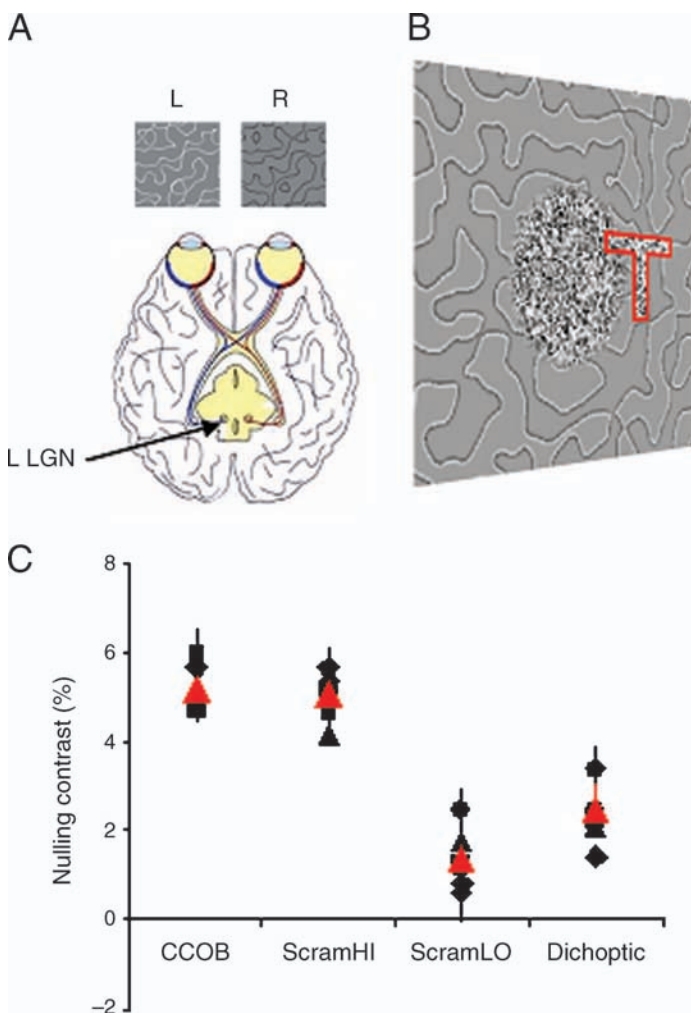 A
B
L R
T
L LGN
C
Nulling contrast (%)
8
6
4
2
0
−2
CCOB ScramHI ScramLO Dichoptic